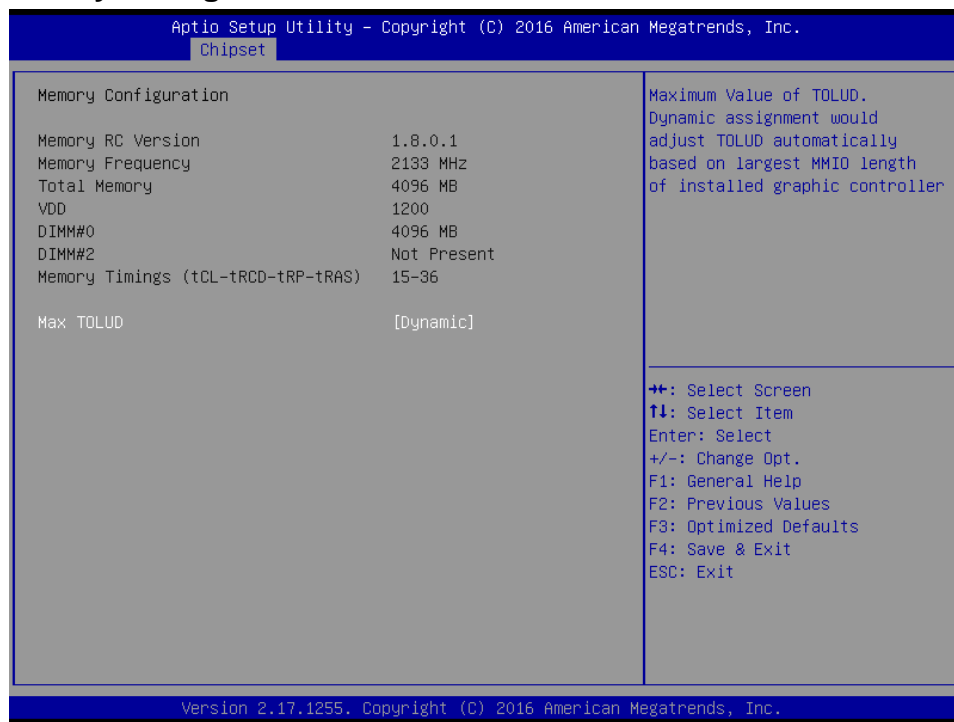 Aptio Setup Utility – Copyright (C) 2016 American Megatrends, Inc.
Chipset
Memory Configuration
Memory RC Version 1.8.0.1
Memory Frequency 2133 MHz
Total Memory 4096 MB
VDD 1200
DIMM#0 4096 MB
DIMM#2 Not Present
Memory Timings (tCL-tRCD-tRP-tRAS) 15-36
Max TOLUD [Dynamic]
Maximum Value of TOLUD.
Dynamic assignment would
adjust TOLUD automatically
based on largest MMIO length
of installed graphic controller
→←: Select Screen
↑↓: Select Item
Enter: Select
+/-: Change Opt.
F1: General Help
F2: Previous Values
F3: Optimized Defaults
F4: Save & Exit
ESC: Exit
Version 2.17.1255. Copyright (C) 2016 American Megatrends, Inc.